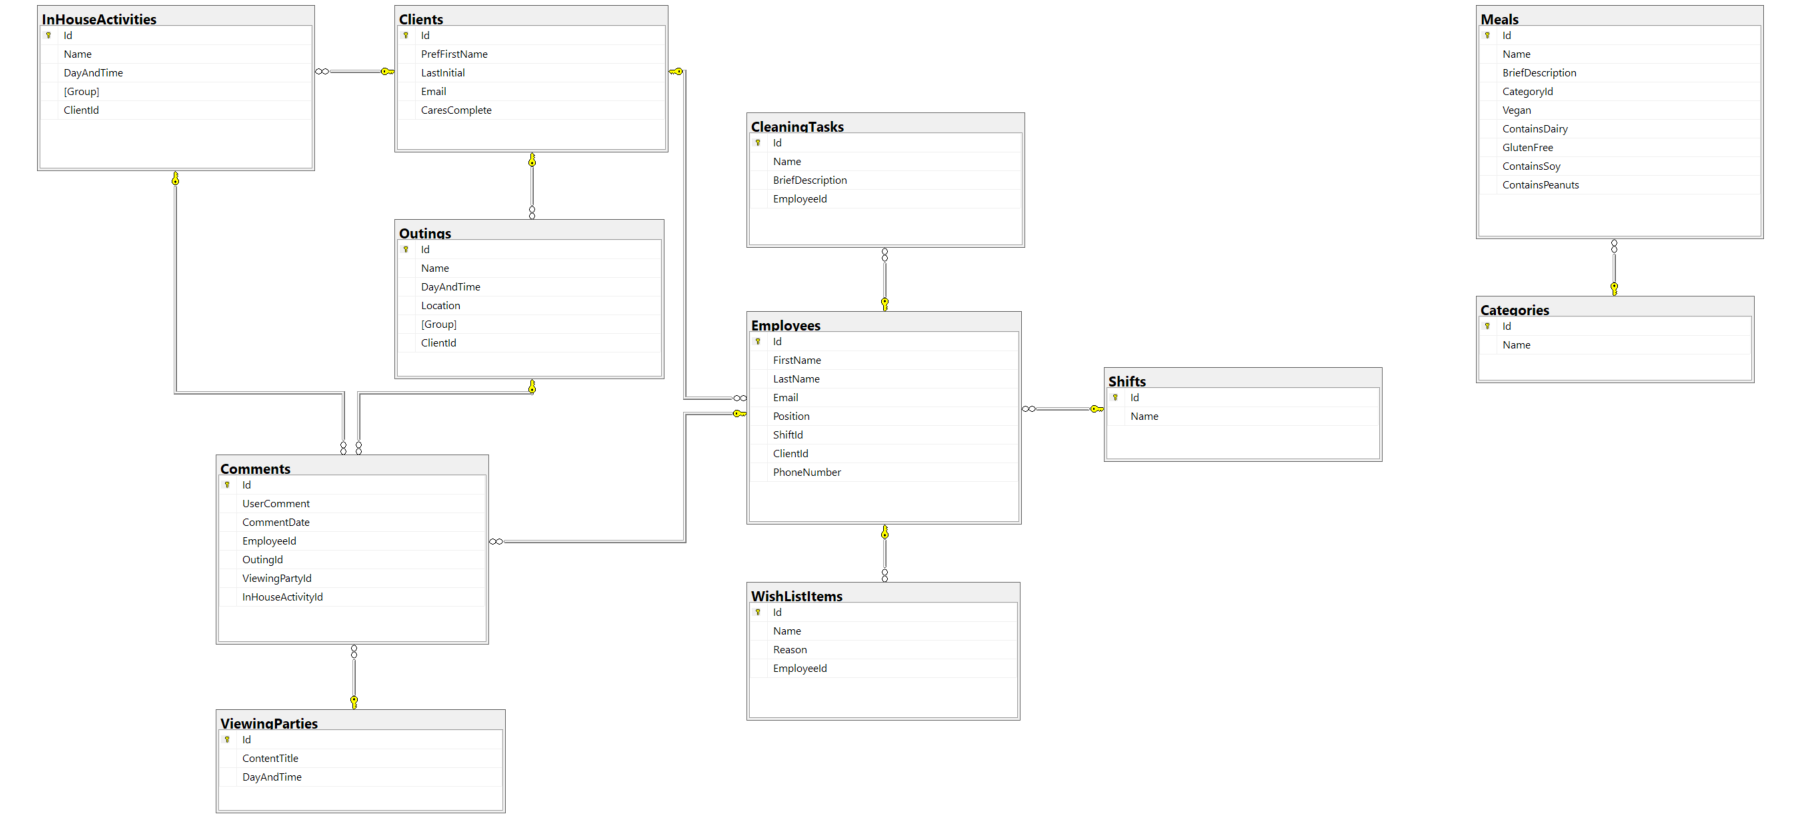 InHouseActivities
Id
Name
DayAndTime
[Group]
ClientId
Clients
Id
PrefFirstName
LastInitial
Email
CaresComplete
Outings
Id
Name
DayAndTime
Location
[Group]
ClientId
Comments
Id
UserComment
CommentDate
EmployeeId
OutingId
ViewingPartyId
InHouseActivityId
ViewingParties
Id
ContentTitle
DayAndTime
CleaningTasks
Id
Name
BriefDescription
EmployeeId
Employees
Id
FirstName
LastName
Email
Position
ShiftId
ClientId
PhoneNumber
WishListItems
Id
Name
Reason
EmployeeId
Shifts
Id
Name
Meals
Id
Name
BriefDescription
CategoryId
Vegan
ContainsDairy
GlutenFree
ContainsSoy
ContainsPeanuts
Categories
Id
Name